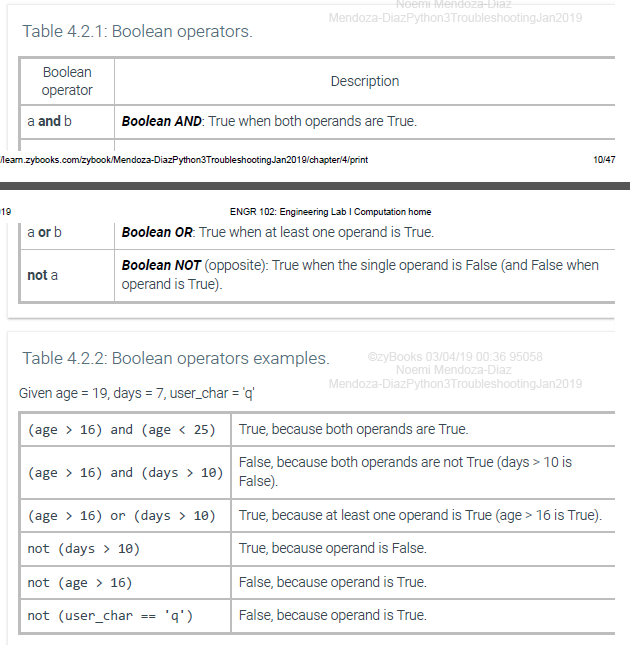 Noemi Mendoza-Diaz
Mendoza-DiazPython3TroubleshootingJan2019
Table 4.2.1: Boolean operators.
Boolean
operator
Description
a and b
Boolean AND: True when both operands are True.
/learn.zybooks.com/zybook/Mendoza-DiazPython3TroubleshootingJan2019/chapter/4/print
10/47
19
ENGR 102: Engineering Lab I Computation home
a or b
Boolean OR: True when at least one operand is True.
not a
Boolean NOT (opposite): True when the single operand is False (and False when
operand is True).
Table 4.2.2: Boolean operators examples.
©zyBooks 03/04/19 00:36 95058
Noemi Mendoza-Diaz
Mendoza-DiazPython3TroubleshootingJan2019
Given age = 19, days = 7, user_char = 'q'
(age > 16) and (age < 25)
True, because both operands are True.
(age > 16) and (days > 10)
False, because both operands are not True (days > 10 is
False).
(age > 16) or (days > 10)
True, because at least one operand is True (age > 16 is True).
not (days > 10)
True, because operand is False.
not (age > 16)
False, because operand is True.
not (user_char == 'q')
False, because operand is True.